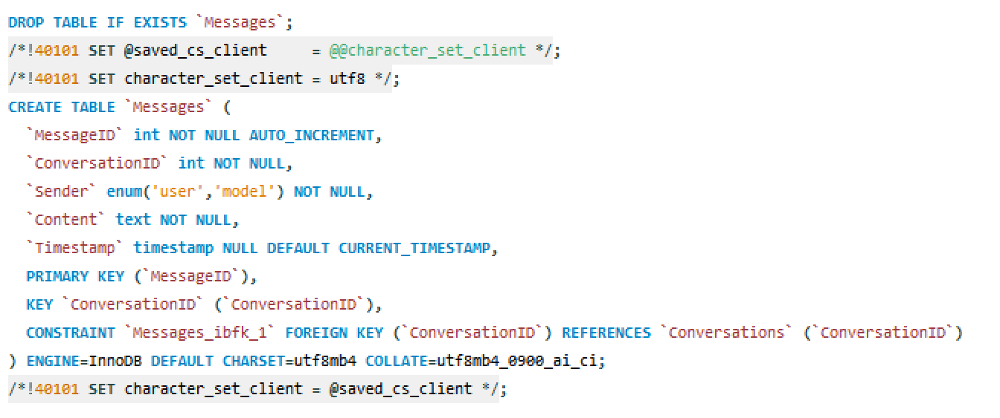 DROP TABLE IF EXISTS `Messages`;
/*!40101 SET @saved_cs_client     = @@character_set_client */;
/*!40101 SET character_set_client = utf8 */;
CREATE TABLE `Messages` (
  `MessageID` int NOT NULL AUTO_INCREMENT,
  `ConversationID` int NOT NULL,
  `Sender` enum('user','model') NOT NULL,
  `Content` text NOT NULL,
  `Timestamp` timestamp NULL DEFAULT CURRENT_TIMESTAMP,
  PRIMARY KEY (`MessageID`),
  KEY `ConversationID` (`ConversationID`),
  CONSTRAINT `Messages_ibfk_1` FOREIGN KEY (`ConversationID`) REFERENCES `Conversations` (`ConversationID`)
) ENGINE=InnoDB DEFAULT CHARSET=utf8mb4 COLLATE=utf8mb4_0900_ai_ci;
/*!40101 SET character_set_client = @saved_cs_client */;